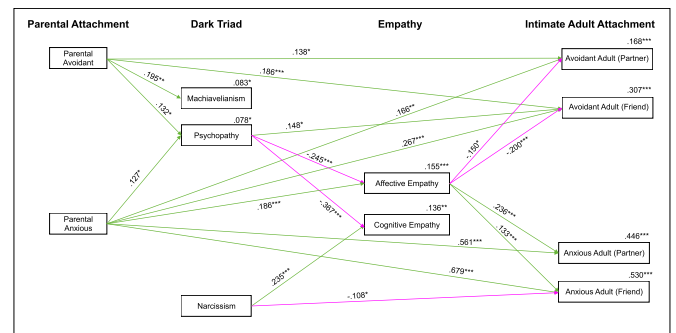 Parental Attachment
Dark Triad
Empathy
Intimate Adult Attachment
Parental
Avoidant
.138*
.168***
Avoidant Adult (Partner)
.195**
.186***
.083*
Machiavelianism
.307***
Avoidant Adult (Friend)
.132*
.078*
Psychopathy
.148*
.166**
.267***
-.150*
-.200***
.127*
-.245***
.155***
Affective Empathy
.186***
-.387***
.136**
Cognitive Empathy
.236***
.133***
Parental
Anxious
.561***
.446***
Anxious Adult (Partner)
.679***
.235***
.530***
Anxious Adult (Friend)
Narcissism
-.108*